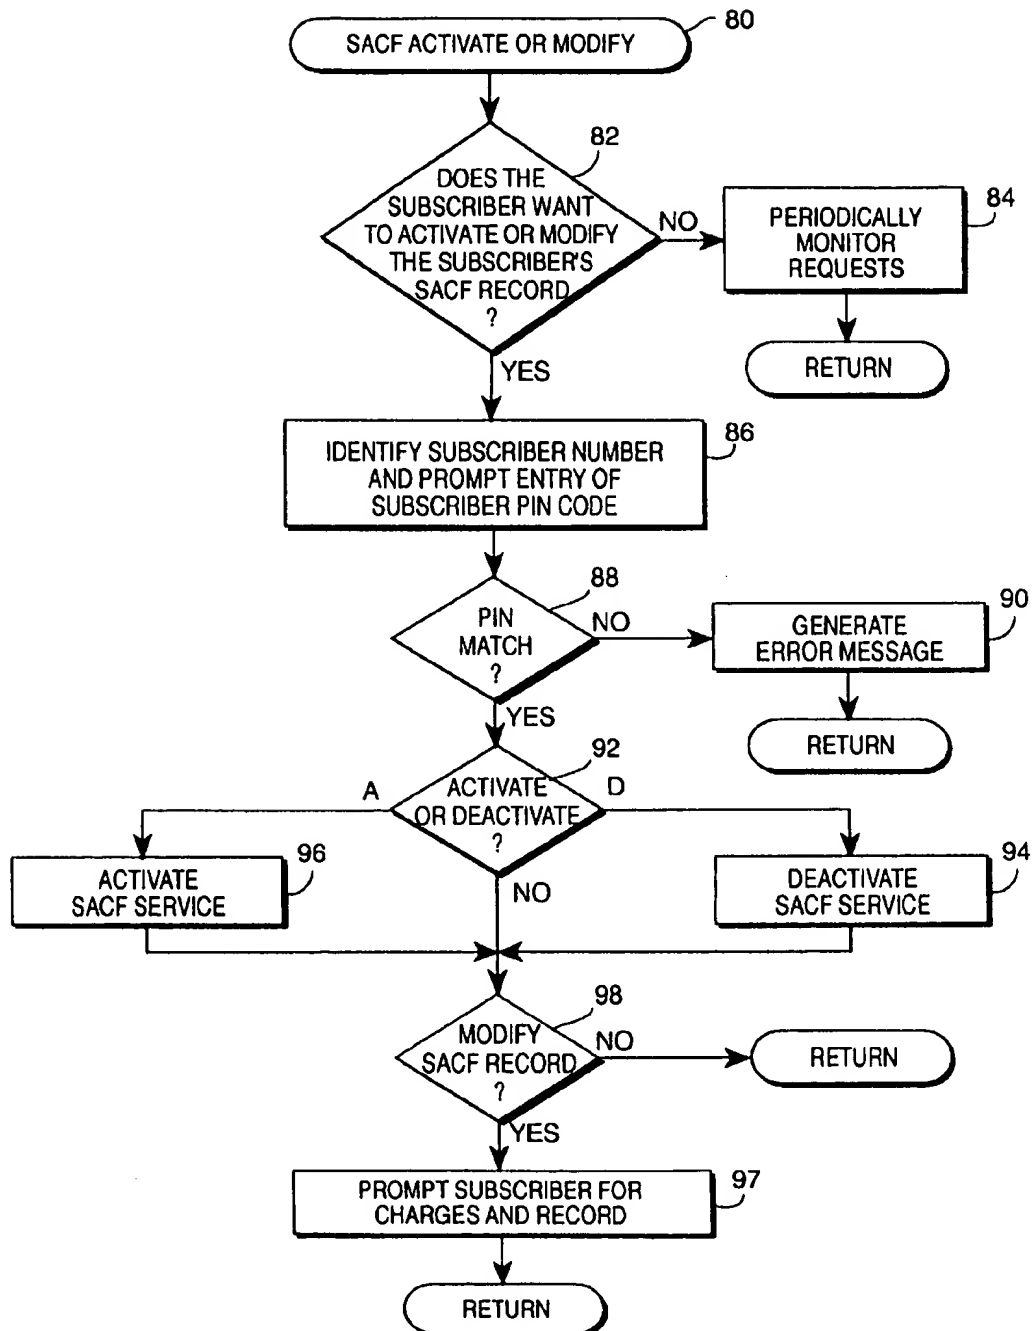 80
SACF ACTIVATE OR MODIFY
82
DOES THE
SUBSCRIBER WANT
TO ACTIVATE OR MODIFY
THE SUBSCRIBER'S
SACF RECORD
?
NO
84
PERIODICALLY
MONITOR
REQUESTS
RETURN
YES
86
IDENTIFY SUBSCRIBER NUMBER
AND PROMPT ENTRY OF
SUBSCRIBER PIN CODE
88
PIN
MATCH
?
NO
90
GENERATE
ERROR MESSAGE
RETURN
YES
92
ACTIVATE
OR DEACTIVATE
?
A
D
NO
96
ACTIVATE
SACF SERVICE
94
DEACTIVATE
SACF SERVICE
98
MODIFY
SACF RECORD
?
NO
RETURN
YES
97
PROMPT SUBSCRIBER FOR
CHARGES AND RECORD
RETURN